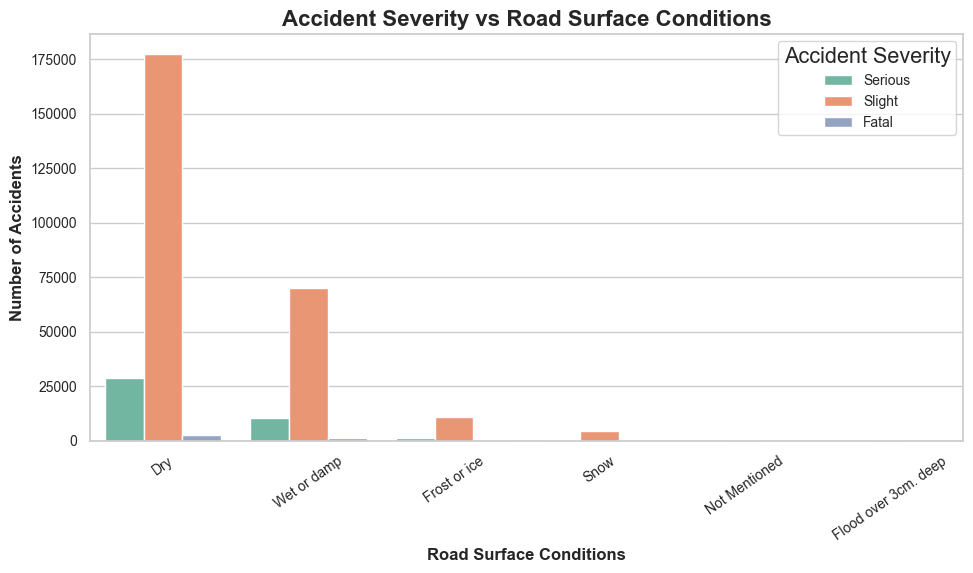 Accident Severity vs Road Surface Conditions
Accident Severity
Serious
Slight
Fatal
Number of Accidents
175000
150000
125000
100000
75000
50000
25000
0
Dry
Wet or damp
Frost or ice
Snow
Not Mentioned
Flood over 3cm. deep
Road Surface Conditions